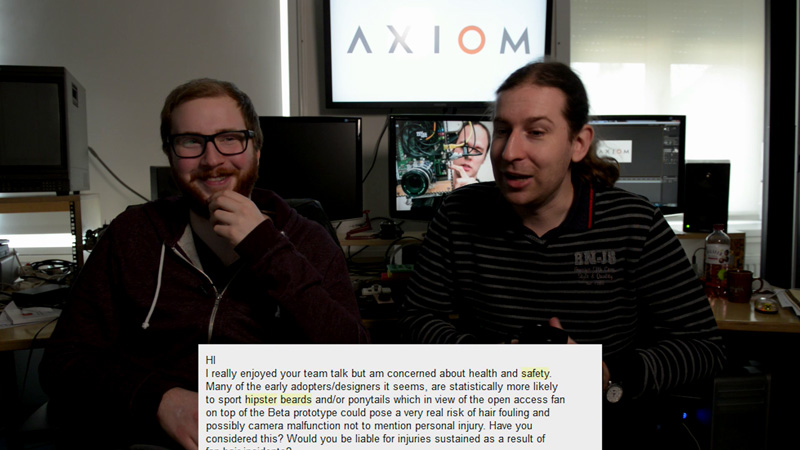 AXIOM
AXIOM
BN-JS
HI
I really enjoyed your team talk but am concerned about health and safety.
Many of the early adopters/designers it seems, are statistically more likely
to sport hipster beards and/or ponytails which in view of the open access fan
on top of the Beta prototype could pose a very real risk of hair fouling and
possibly camera malfunction not to mention personal injury. Have you
considered this? Would you be liable for injuries sustained as a result of